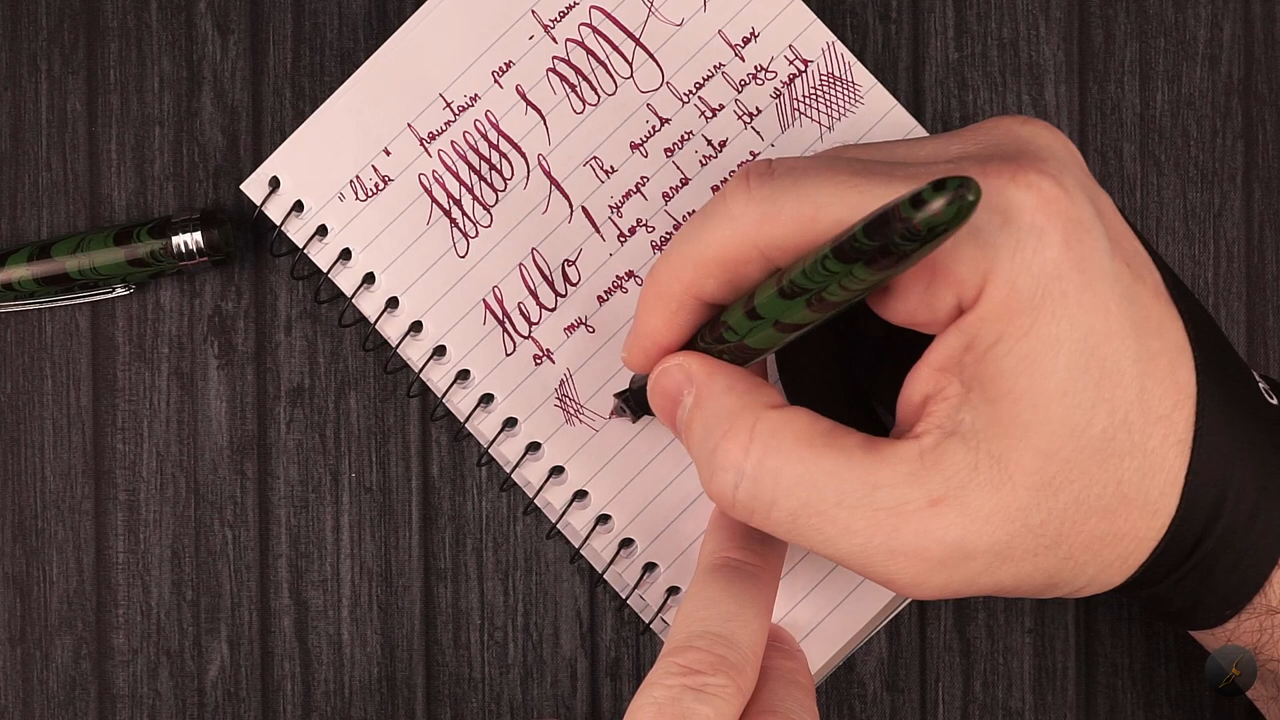 "Click" fountain pen - from
The quick brown fox
jumps over the lazy
dog and into the wrath
Hello
of my angry garden gnome.